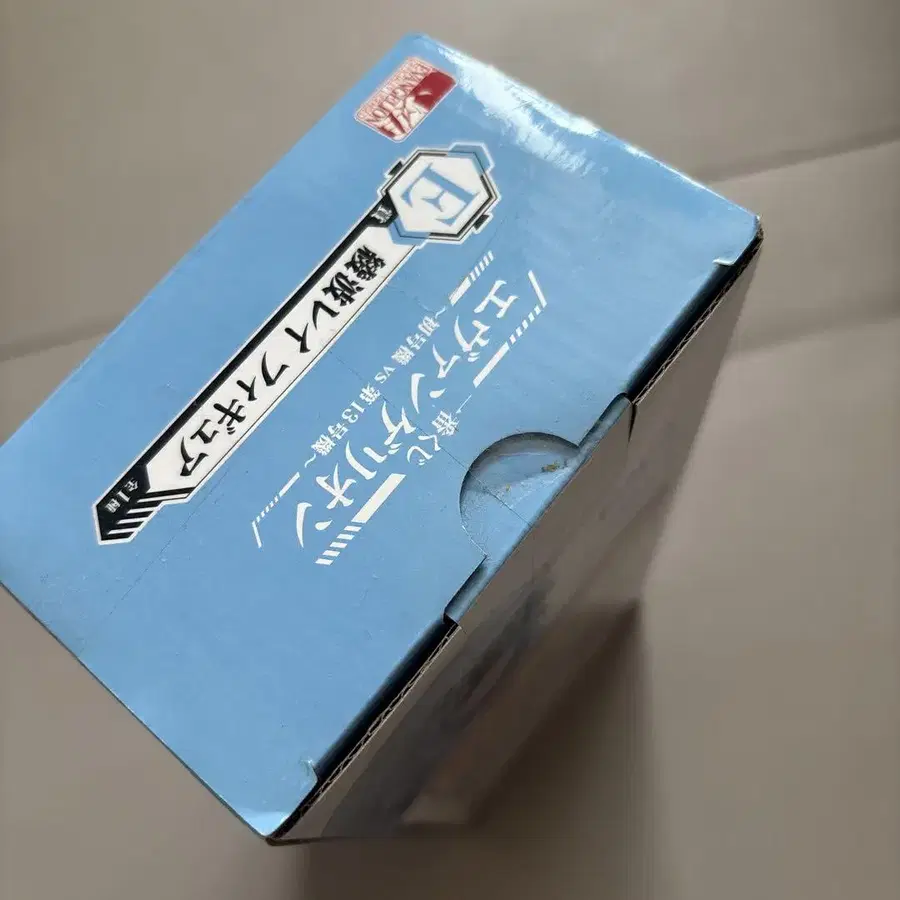 EVANGELION
E賞
綾波レイ フィギュア
全1種
一番くじ
エヴァンゲリオン
~初号機 vs 第13号機~